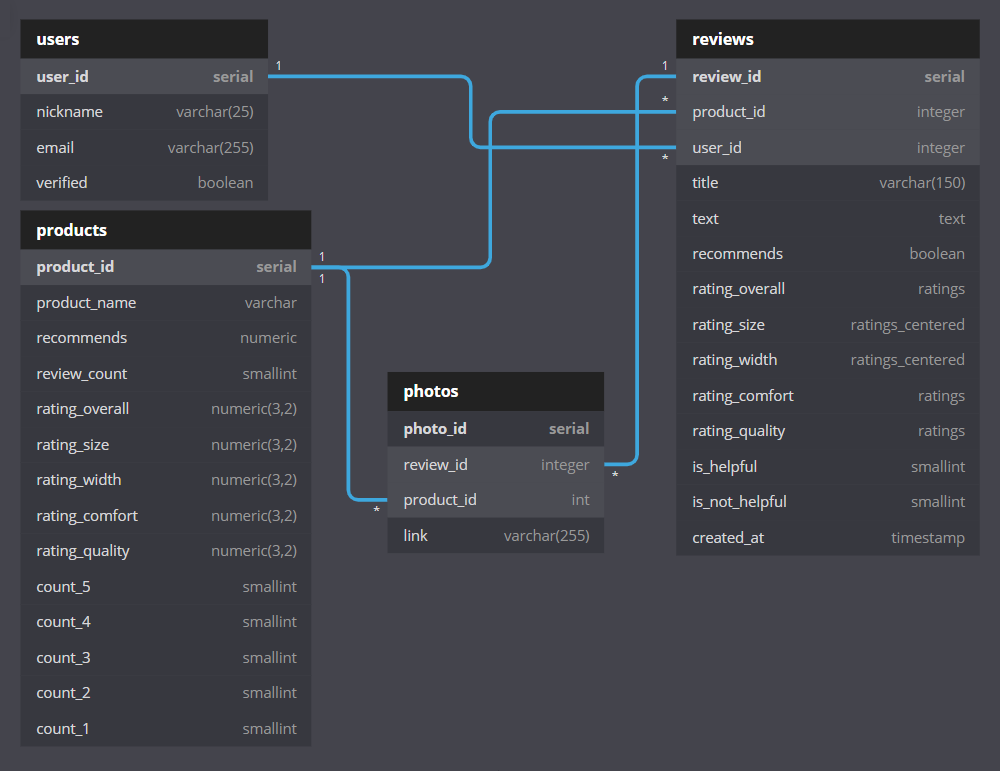 users
user_id serial
nickname varchar(25)
email varchar(255)
verified boolean
1
products
product_id serial
product_name varchar
recommends numeric
review_count smallint
rating_overall numeric(3,2)
rating_size numeric(3,2)
rating_width numeric(3,2)
rating_comfort numeric(3,2)
rating_quality numeric(3,2)
count_5 smallint
count_4 smallint
count_3 smallint
count_2 smallint
count_1 smallint
1
1
photos
photo_id serial
review_id integer
product_id int
link varchar(255)
*
*
reviews
review_id serial
product_id integer
user_id integer
title varchar(150)
text text
recommends boolean
rating_overall ratings
rating_size ratings_centered
rating_width ratings_centered
rating_comfort ratings
rating_quality ratings
is_helpful smallint
is_not_helpful smallint
created_at timestamp
1
*
*